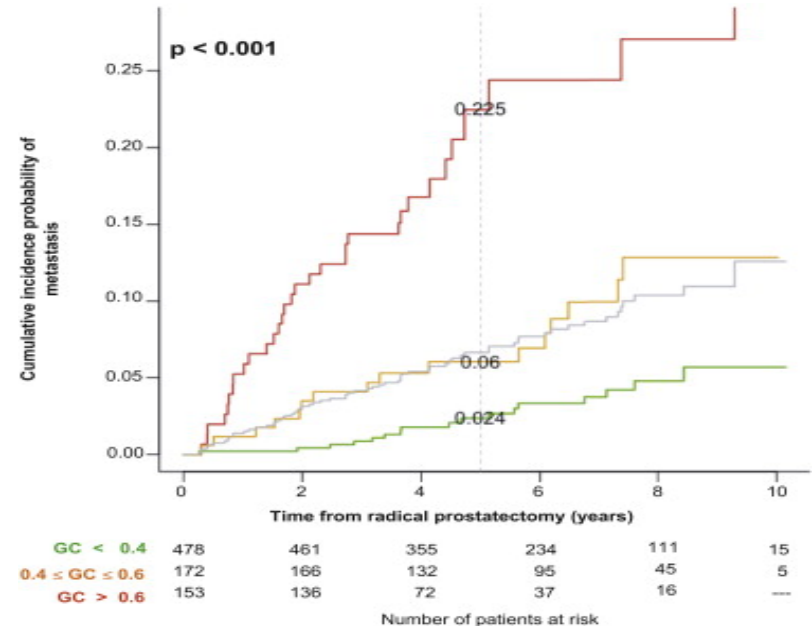 p < 0.001
0.25
0.20
0.15
0.10
0.05
0.00
Cumulative incidence probability of
metastasis
0.225
0.06
0.024
0 2 4 6 8 10
Time from radical prostatectomy (years)
GC < 0.4 478 461 355 234 111 15
0.4 ≤ GC ≤ 0.6 172 166 132 95 45 5
GC > 0.6 153 136 72 37 16 ---
Number of patients at risk